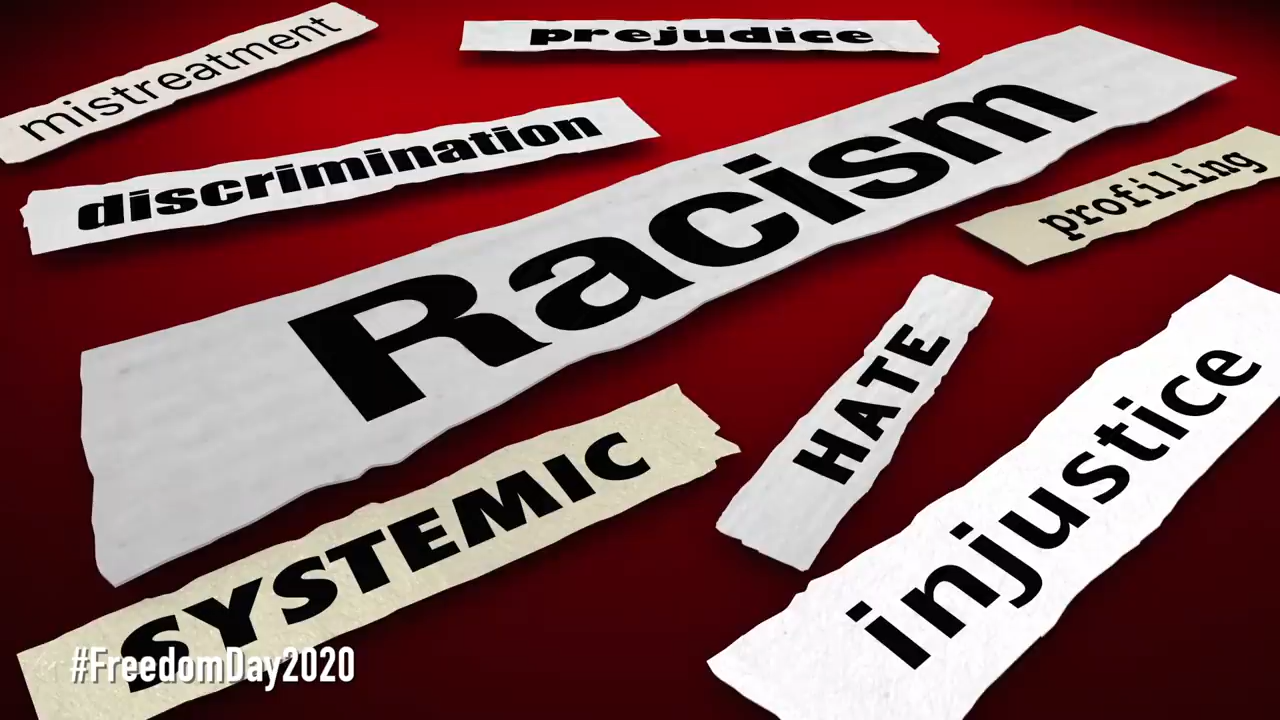 mistreatment
prejudice
discrimination
Racism
profiling
HATE
SYSTEMIC
injustice
#FreedomDay2020